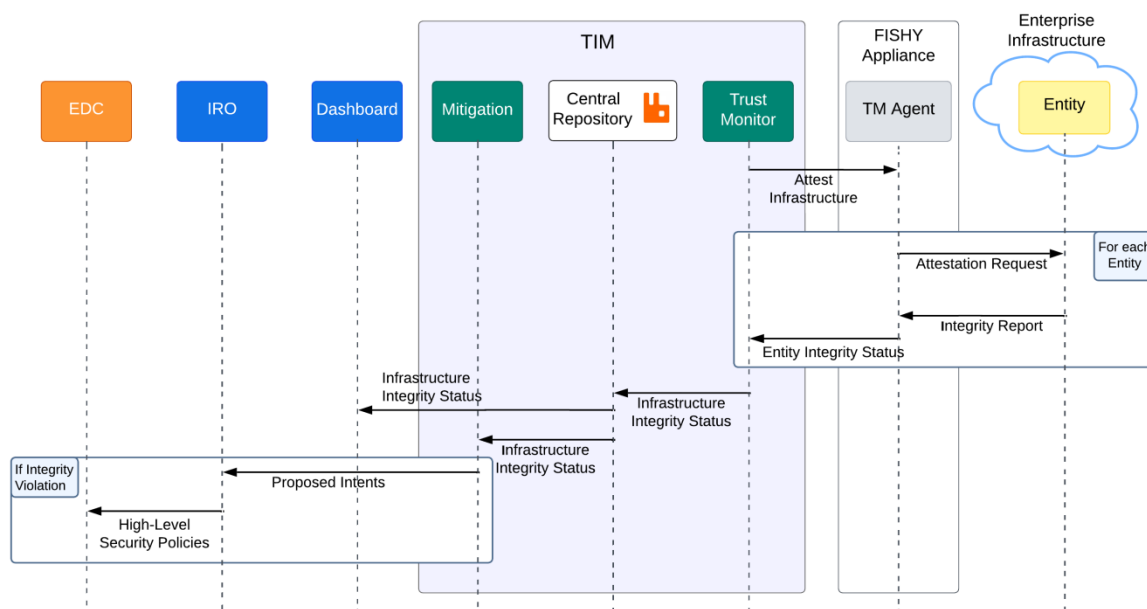 TIM
FISHY
Appliance
Enterprise
Infrastructure
EDC
IRO
Dashboard
Mitigation
Central
Repository
Trust
Monitor
TM Agent
Entity
Attest
Infrastructure
For each
Entity
Attestation Request
Integrity Report
Entity Integrity Status
Infrastructure
Integrity Status
Infrastructure
Integrity Status
Infrastructure
Integrity Status
If Integrity
Violation
Proposed Intents
High-Level
Security Policies